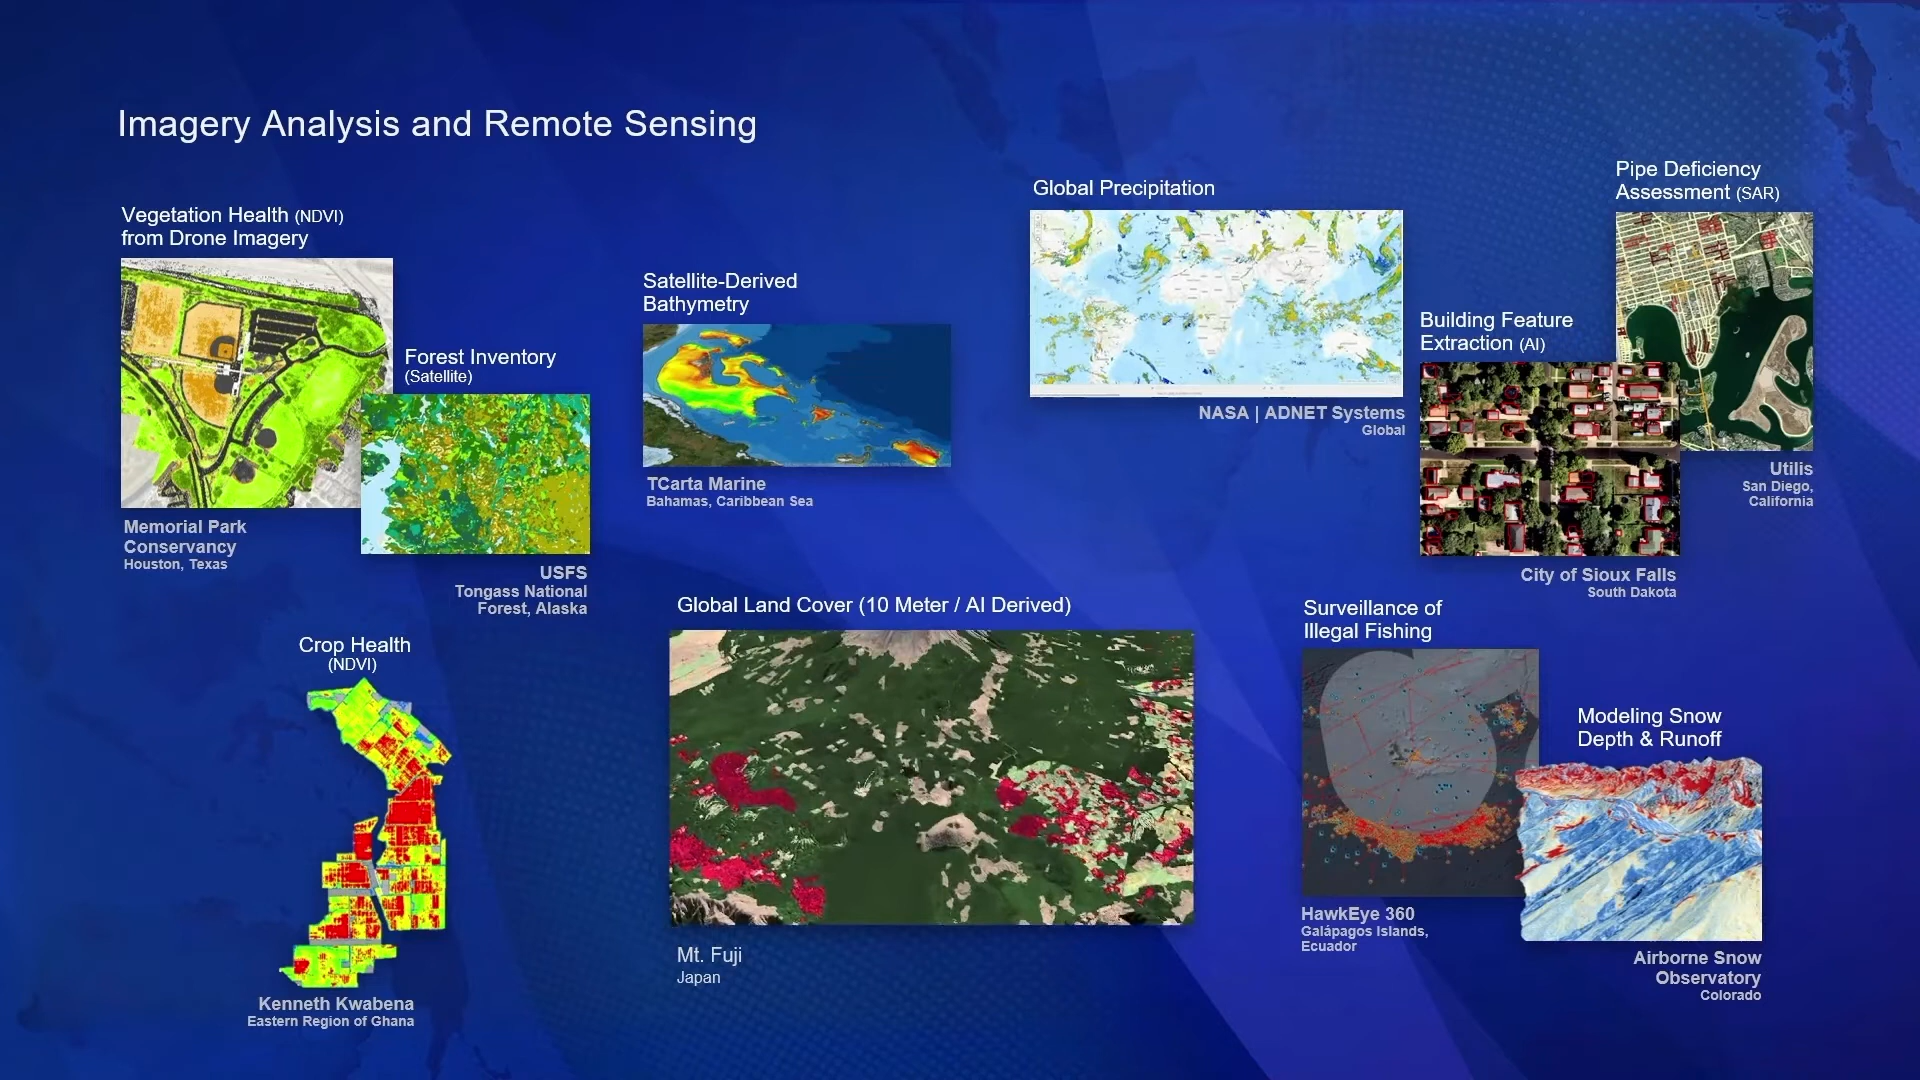 Imagery Analysis and Remote Sensing
Vegetation Health (NDVI)
from Drone Imagery
Memorial Park
Conservancy
Houston, Texas
Forest Inventory
(Satellite)
USFS
Tongass National
Forest, Alaska
Satellite-Derived
Bathymetry
TCarta Marine
Bahamas, Caribbean Sea
Global Precipitation
NASA | ADNET Systems
Global
Building Feature
Extraction (AI)
City of Sioux Falls
South Dakota
Pipe Deficiency
Assessment (SAR)
Utilis
San Diego,
California
Crop Health
(NDVI)
Kenneth Kwabena
Eastern Region of Ghana
Global Land Cover (10 Meter / AI Derived)
Mt. Fuji
Japan
Surveillance of
Illegal Fishing
HawkEye 360
Galápagos Islands,
Ecuador
Modeling Snow
Depth & Runoff
Airborne Snow
Observatory
Colorado